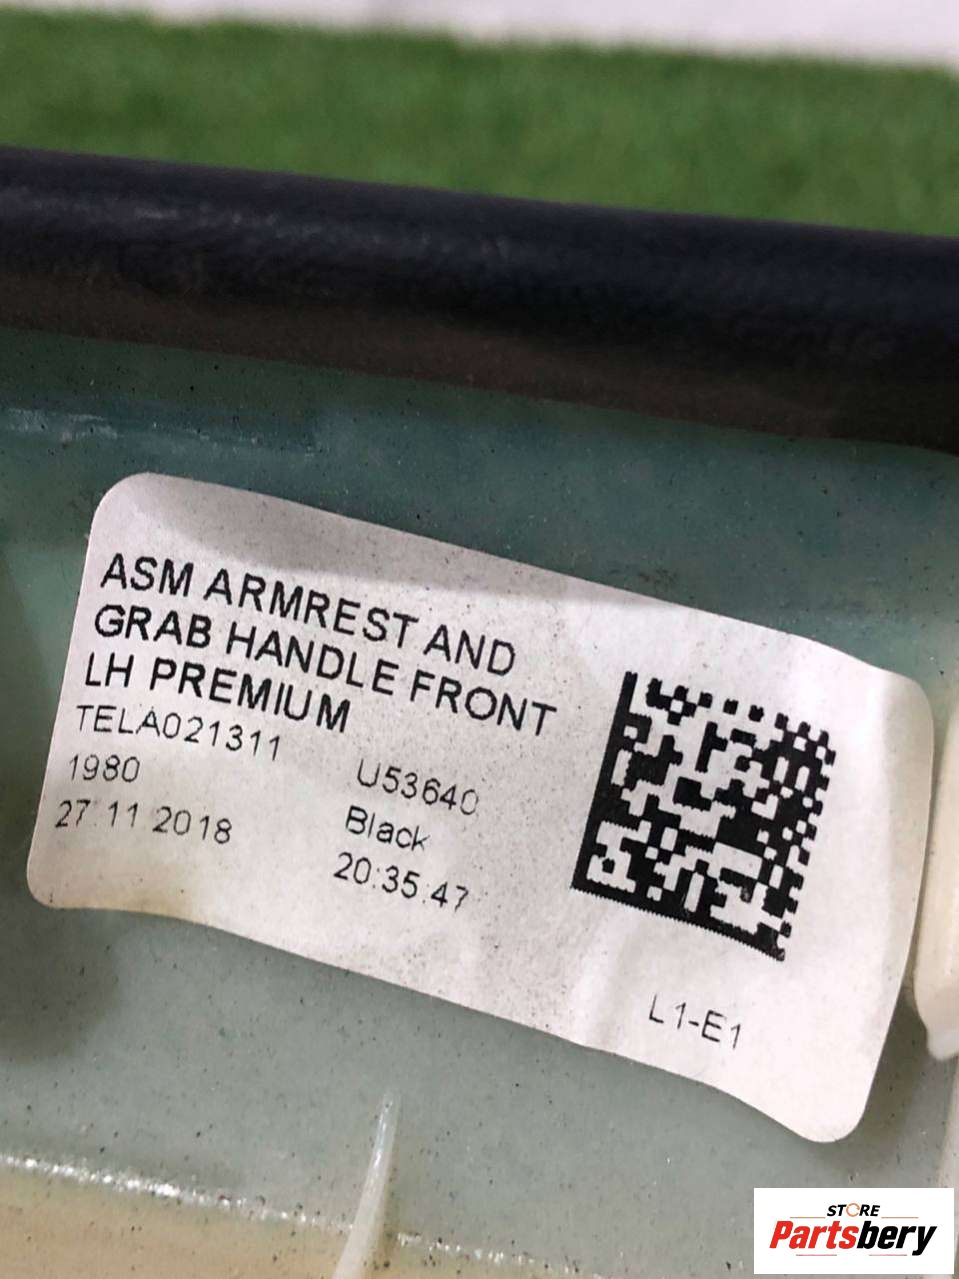 ASM ARMREST AND
GRAB HANDLE FRONT
LH PREMIUM
TELA021311
U53640
1980
Black
27.11.2018
20:35:47
L1-E1
STORE
Partsbery